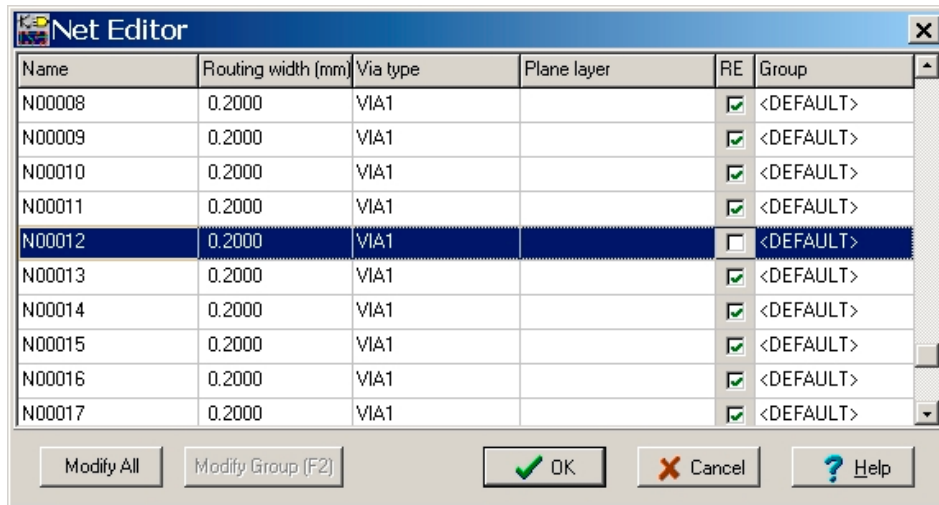 Net Editor
Name Routing width (mm) Via type Plane layer RE Group
N00008 0.2000 VIA1 <DEFAULT>
N00009 0.2000 VIA1 <DEFAULT>
N00010 0.2000 VIA1 <DEFAULT>
N00011 0.2000 VIA1 <DEFAULT>
N00012 0.2000 VIA1 <DEFAULT>
N00013 0.2000 VIA1 <DEFAULT>
N00014 0.2000 VIA1 <DEFAULT>
N00015 0.2000 VIA1 <DEFAULT>
N00016 0.2000 VIA1 <DEFAULT>
N00017 0.2000 VIA1 <DEFAULT>
Modify All Modify Group (F2) OK Cancel Help